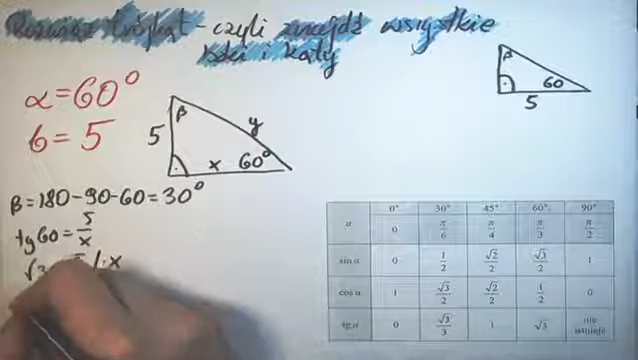 Rozwiąż trójkąt - czyli znajdź wszystkie
boki i kąty
α = 60°
b = 5
β
5
y
x
60°
β
60
5
β = 180 - 90 - 60 = 30°
tg 60 = 5/x
/·x
α 0° 30° 45° 60° 90°
0 π/6 π/4 π/3 π/2
sin α 0 1/2 √2/2 √3/2 1
cos α 1 √3/2 √2/2 1/2 0
tg α 0 √3/3 1 √3 nie istnieje